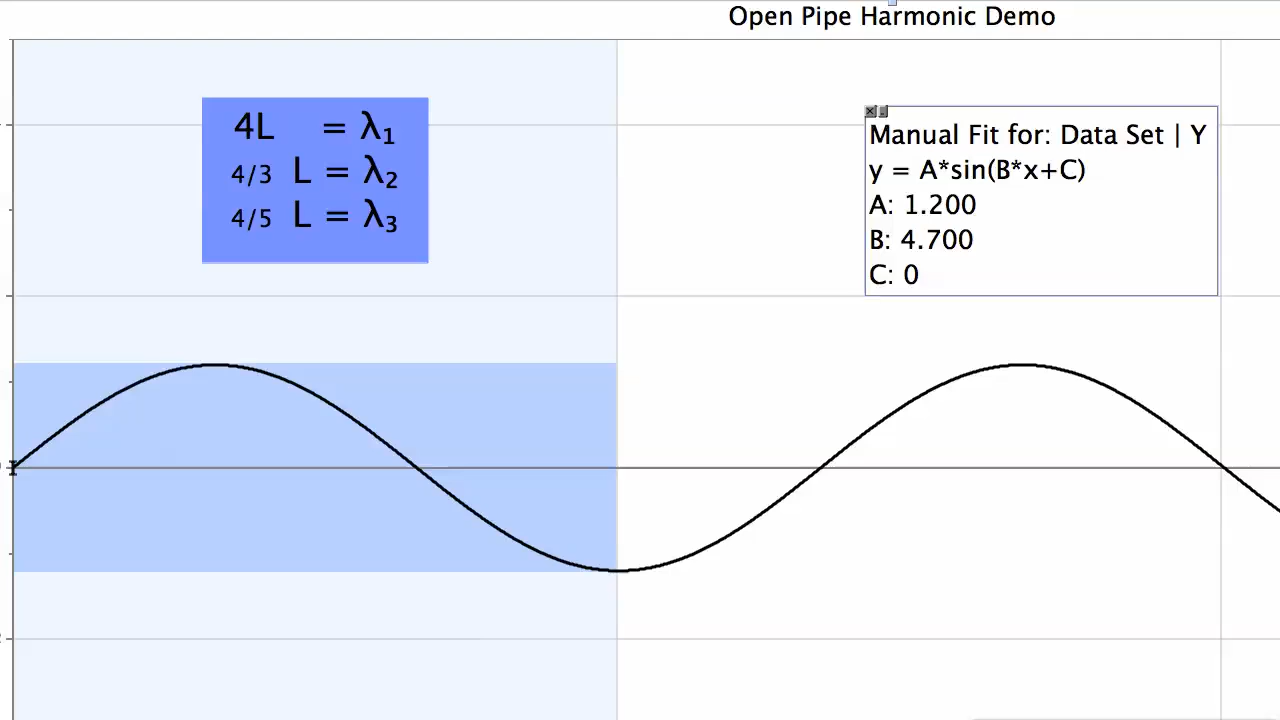 Open Pipe Harmonic Demo
4L = λ₁
4/3 L = λ₂
4/5 L = λ₃
Manual Fit for: Data Set | Y
y = A*sin(B*x+C)
A: 1.200
B: 4.700
C: 0